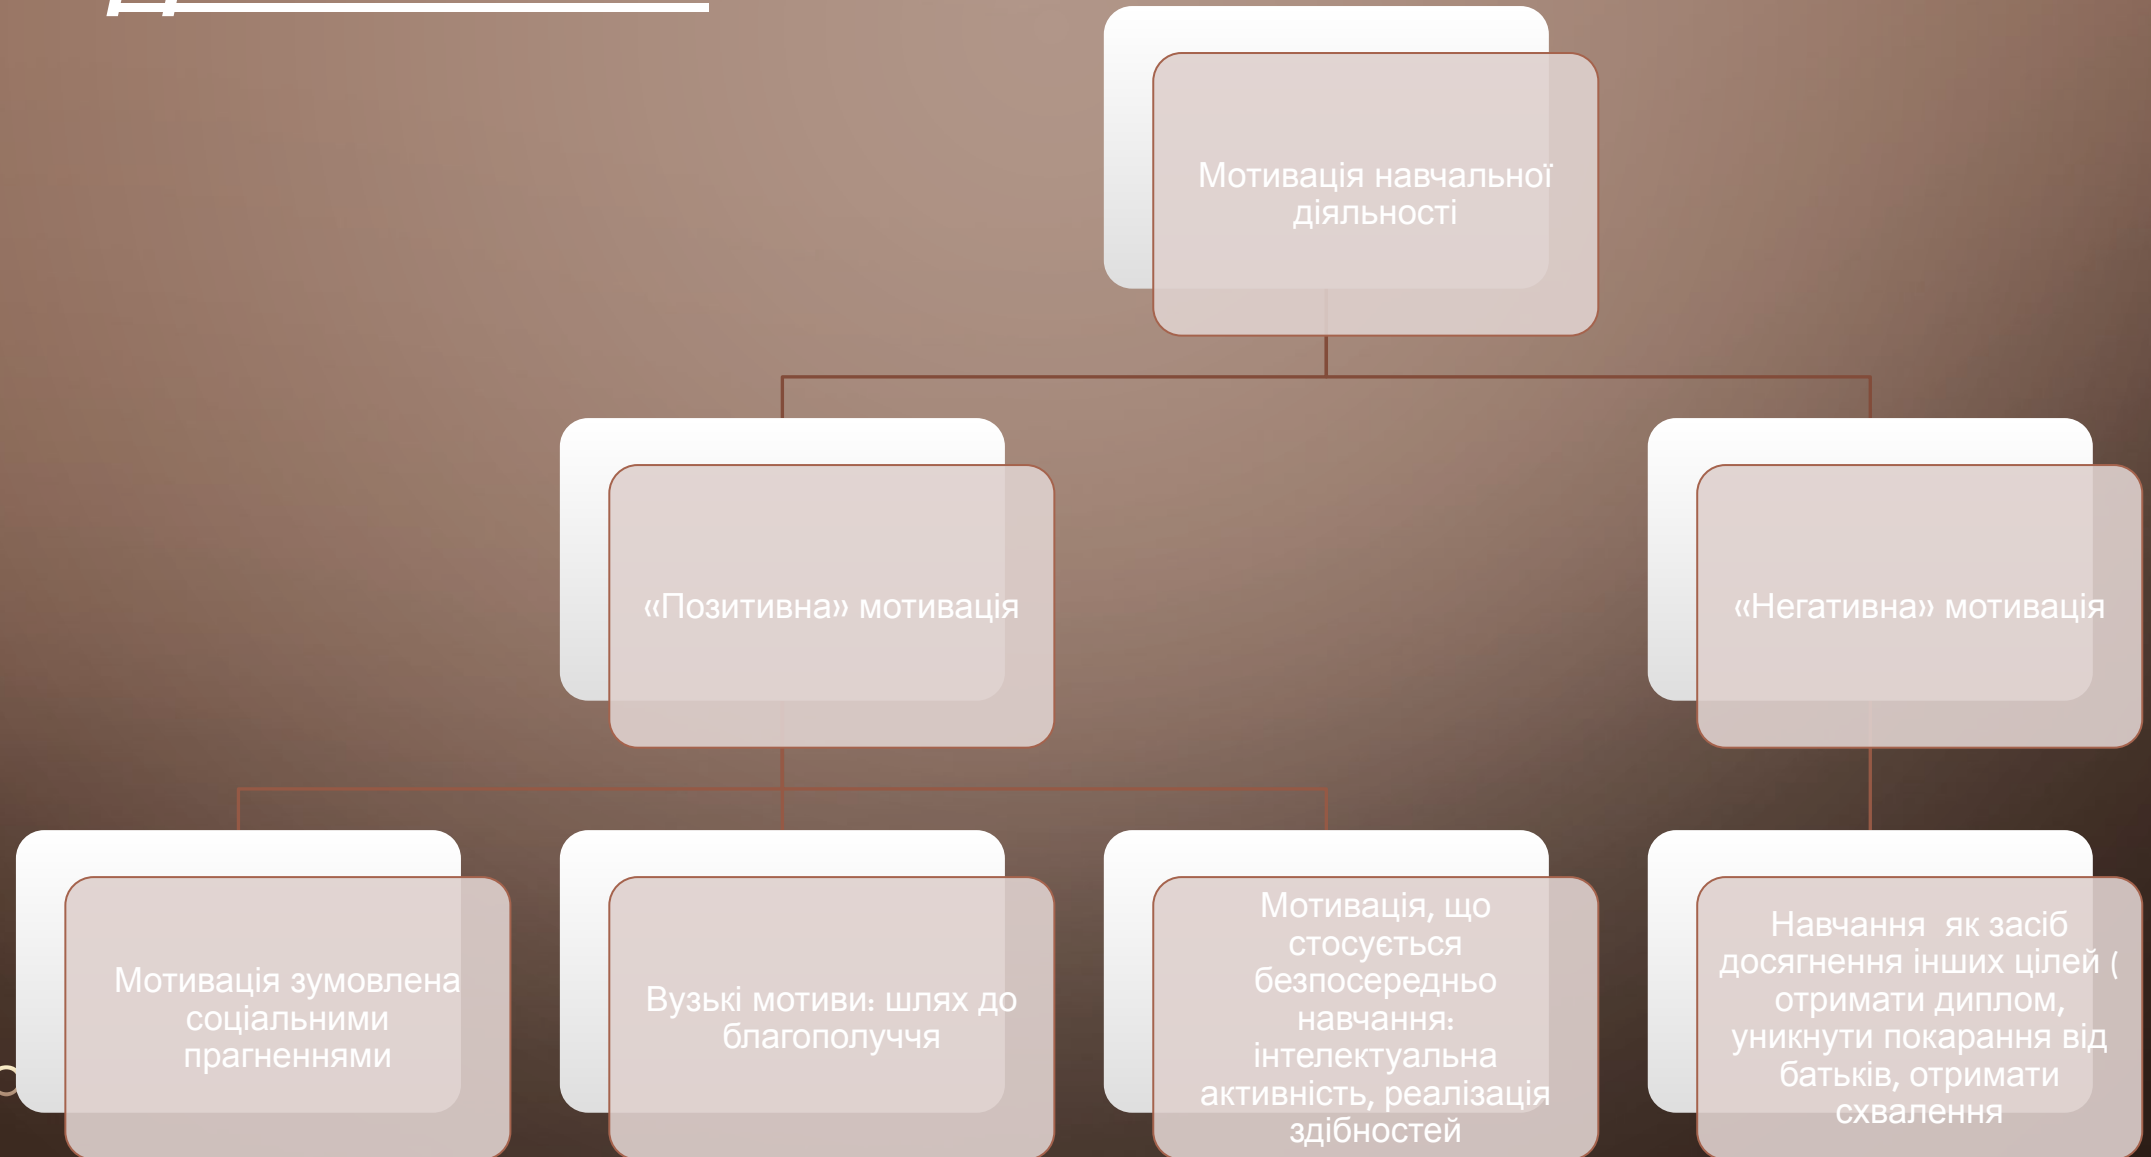 Мотивація навчальної
діяльності
«Позитивна» мотивація
«Негативна» мотивація
Мотивація зумовлена
соціальними
прагненнями
Вузькі мотиви: шлях до
благополуччя
Мотивація, що
стосується
безпосередньо
навчання:
інтелектуальна
активність, реалізація
здібностей
Навчання  як засіб
досягнення інших цілей (
отримати диплом,
уникнути покарання від
батьків, отримати
схвалення